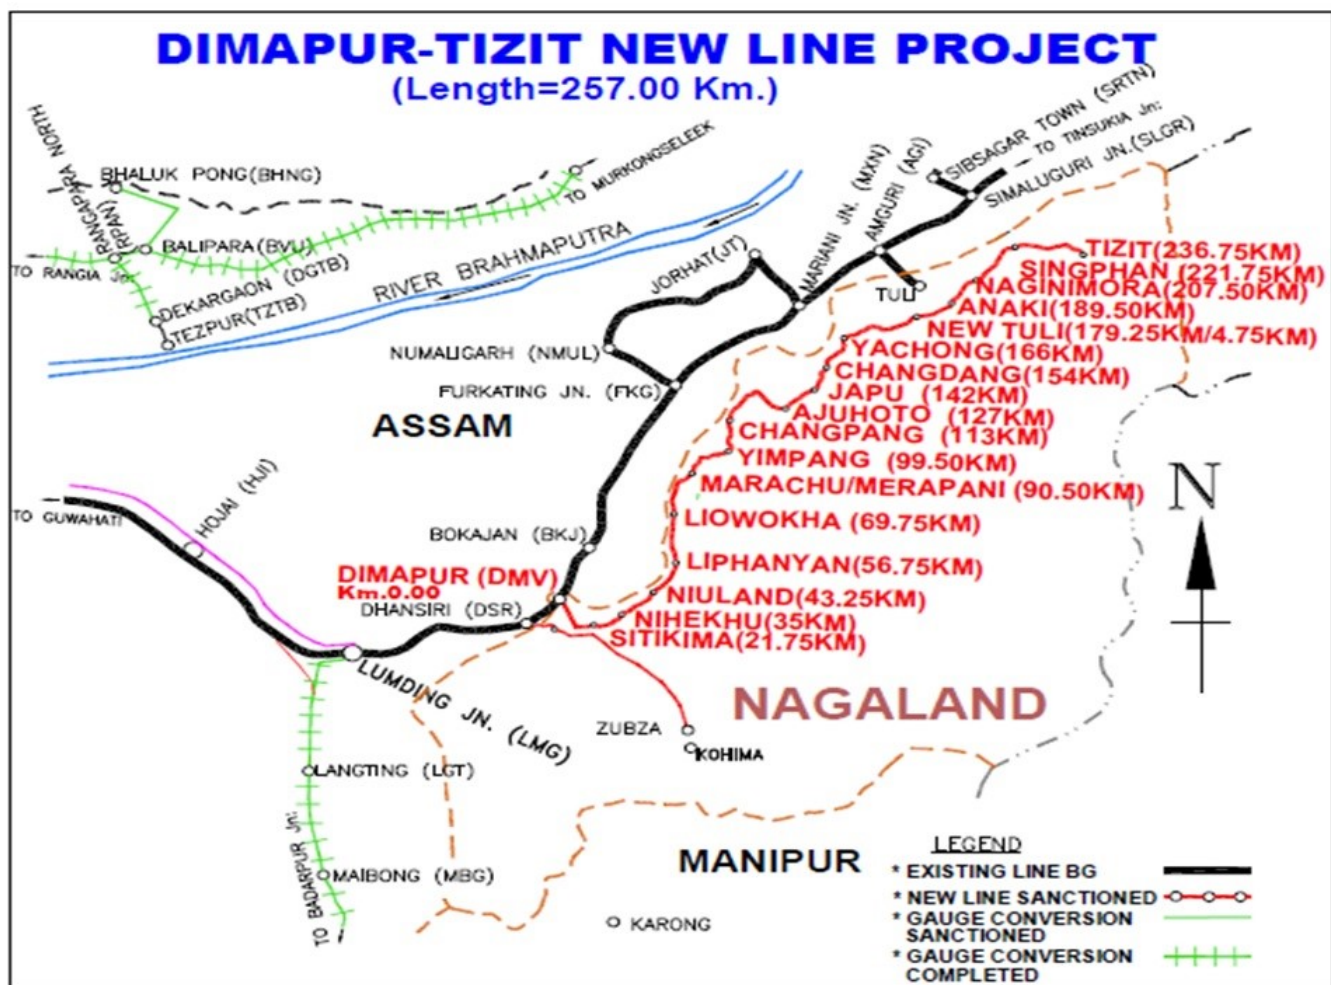 DIMAPUR-TIZIT NEW LINE PROJECT
(Length=257.00 Km.)
RANGAPARA NORTH
(RPAN)
BHALUK PONG(BHNG)
BALIPARA(BVU)
TO RANGIA Jn:
DEKARGAON (DGTB)
TEZPUR(TZTB)
TO MURKONGSELEEK
RIVER BRAHMAPUTRA
SIBSAGAR TOWN (SRTN)
TO TINSUKIA Jn:
SIMALUGURI JN.(SLGR)
AMGURI (AGI)
MARIANI JN. (MXN)
JORHAT(JT)
TULI
NUMALIGARH (NMUL)
FURKATING JN. (FKG)
ASSAM
TIZIT(236.75KM)
SINGPHAN (221.75KM)
NAGINIMORA(207.50KM)
ANAKI(189.50KM)
NEW TULI(179.25KM/4.75KM)
YACHONG(166KM)
CHANGDANG(154KM)
JAPU (142KM)
AJUHOTO (127KM)
CHANGPANG (113KM)
YIMPANG (99.50KM)
MARACHU/MERAPANI (90.50KM)
LIOWOKHA (69.75KM)
LIPHANYAN(56.75KM)
NIULAND(43.25KM)
NIHEKHU(35KM)
SITIKIMA(21.75KM)
N
HOJAI (HJI)
TO GUWAHATI
BOKAJAN (BKJ)
DIMAPUR (DMV)
Km.0.00
DHANSIRI (DSR)
LUMDING JN. (LMG)
NAGALAND
ZUBZA
KOHIMA
LANGTING (LGT)
TO BADARPUR Jn:
MAIBONG (MBG)
MANIPUR
KARONG
LEGEND
* EXISTING LINE BG
* NEW LINE SANCTIONED
* GAUGE CONVERSION
SANCTIONED
* GAUGE CONVERSION
COMPLETED